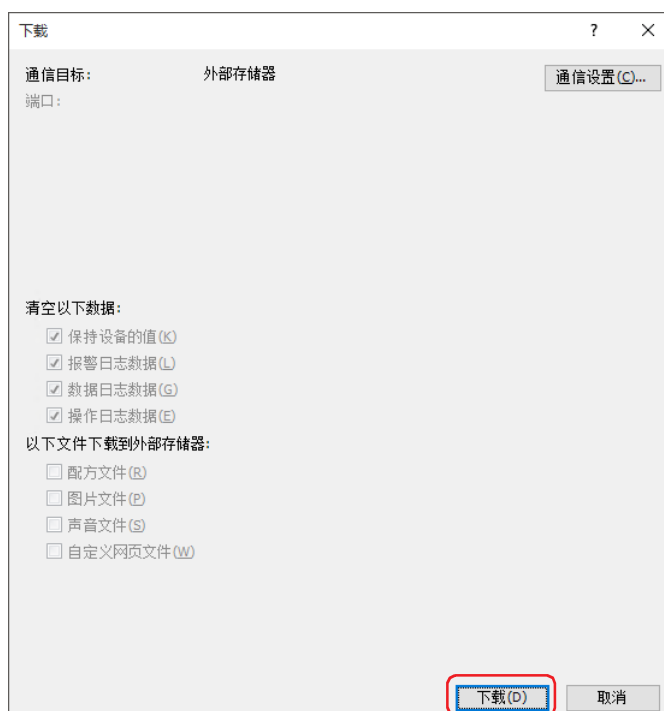 下载
通信目标： 外部存储器 通信设置(C)...
端口：
清空以下数据：
保持设备的值(K)
报警日志数据(L)
数据日志数据(G)
操作日志数据(E)
以下文件下载到外部存储器：
配方文件(R)
图片文件(P)
声音文件(S)
自定义网页文件(W)
下载(D) 取消